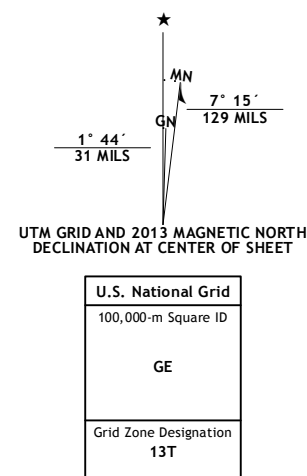 ★
MN
GN
7° 15´
129 MILS
1° 44´
31 MILS
UTM GRID AND 2013 MAGNETIC NORTH
DECLINATION AT CENTER OF SHEET
U.S. National Grid
100,000-m Square ID
GE
Grid Zone Designation
13T